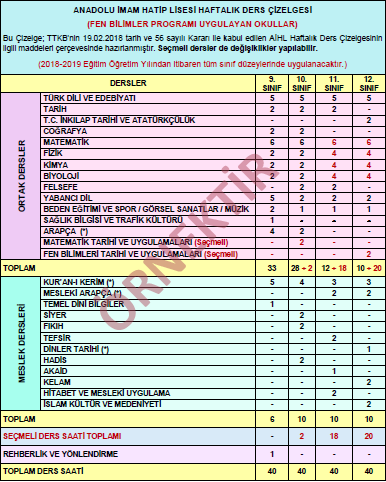 ANADOLU İMAM HATİP LİSESİ HAFTALIK DERS ÇİZELGESİ
(FEN BİLİMLER PROGRAMI UYGULAYAN OKULLAR)
Bu Çizelge; TTKB'nin 19.02.2018 tarih ve 56 sayılı Kararı ile kabul edilen AİHL Haftalık Ders Çizelgesinin
ilgili maddeleri çerçevesinde hazırlanmıştır. Seçmeli dersler de değişiklikler yapılabilir.
(2018-2019 Eğitim Öğretim Yılından itibaren tüm sınıf düzeylerinde uygulanacaktır.)
DERSLER 9. SINIF 10. SINIF 11. SINIF 12. SINIF
ORTAK DERSLER
TÜRK DİLİ VE EDEBİYATI 5 5 5 5
TARİH 2 2 2 -
T.C. İNKILAP TARİHİ VE ATATÜRKÇÜLÜK - - - 2
COĞRAFYA 2 2 - -
MATEMATİK 6 6 6 6
FİZİK 2 2 4 4
KİMYA 2 2 4 4
BİYOLOJİ 2 2 4 4
FELSEFE - 2 2 -
YABANCI DİL 5 2 2 2
BEDEN EĞİTİMİ VE SPOR / GÖRSEL SANATLAR / MÜZİK 2 1 1 1
SAĞLIK BİLGİSİ VE TRAFİK KÜLTÜRÜ 1 - - -
ARAPÇA (*) 4 2 - -
MATEMATİK TARİHİ VE UYGULAMALARI (Seçmeli) - 2 - -
FEN BİLİMLERİ TARİHİ VE UYGULAMALARI (Seçmeli) - - - 2
TOPLAM 33 28 + 2 12 + 18 10 + 20
MESLEK DERSLERİ
KUR'AN-I KERİM (*) 5 4 3 3
MESLEKİ ARAPÇA (*) - - 2 2
TEMEL DİNİ BİLGİLER 1 - - -
SİYER - 2 - -
FIKIH - 2 - -
TEFSİR - - 2 -
DİNLER TARİHİ (*) - - - 1
HADİS - 2 - -
AKAİD - - 1 -
KELAM - - - 2
HİTABET VE MESLEKİ UYGULAMA - - 2 -
İSLAM KÜLTÜR VE MEDENİYETİ - - - 2
TOPLAM 6 10 10 10
SEÇMELİ DERS SAATİ TOPLAMI - 2 18 20
REHBERLİK VE YÖNLENDİRME 1 - - -
TOPLAM DERS SAATİ 40 40 40 40
ÖRNEKTİR